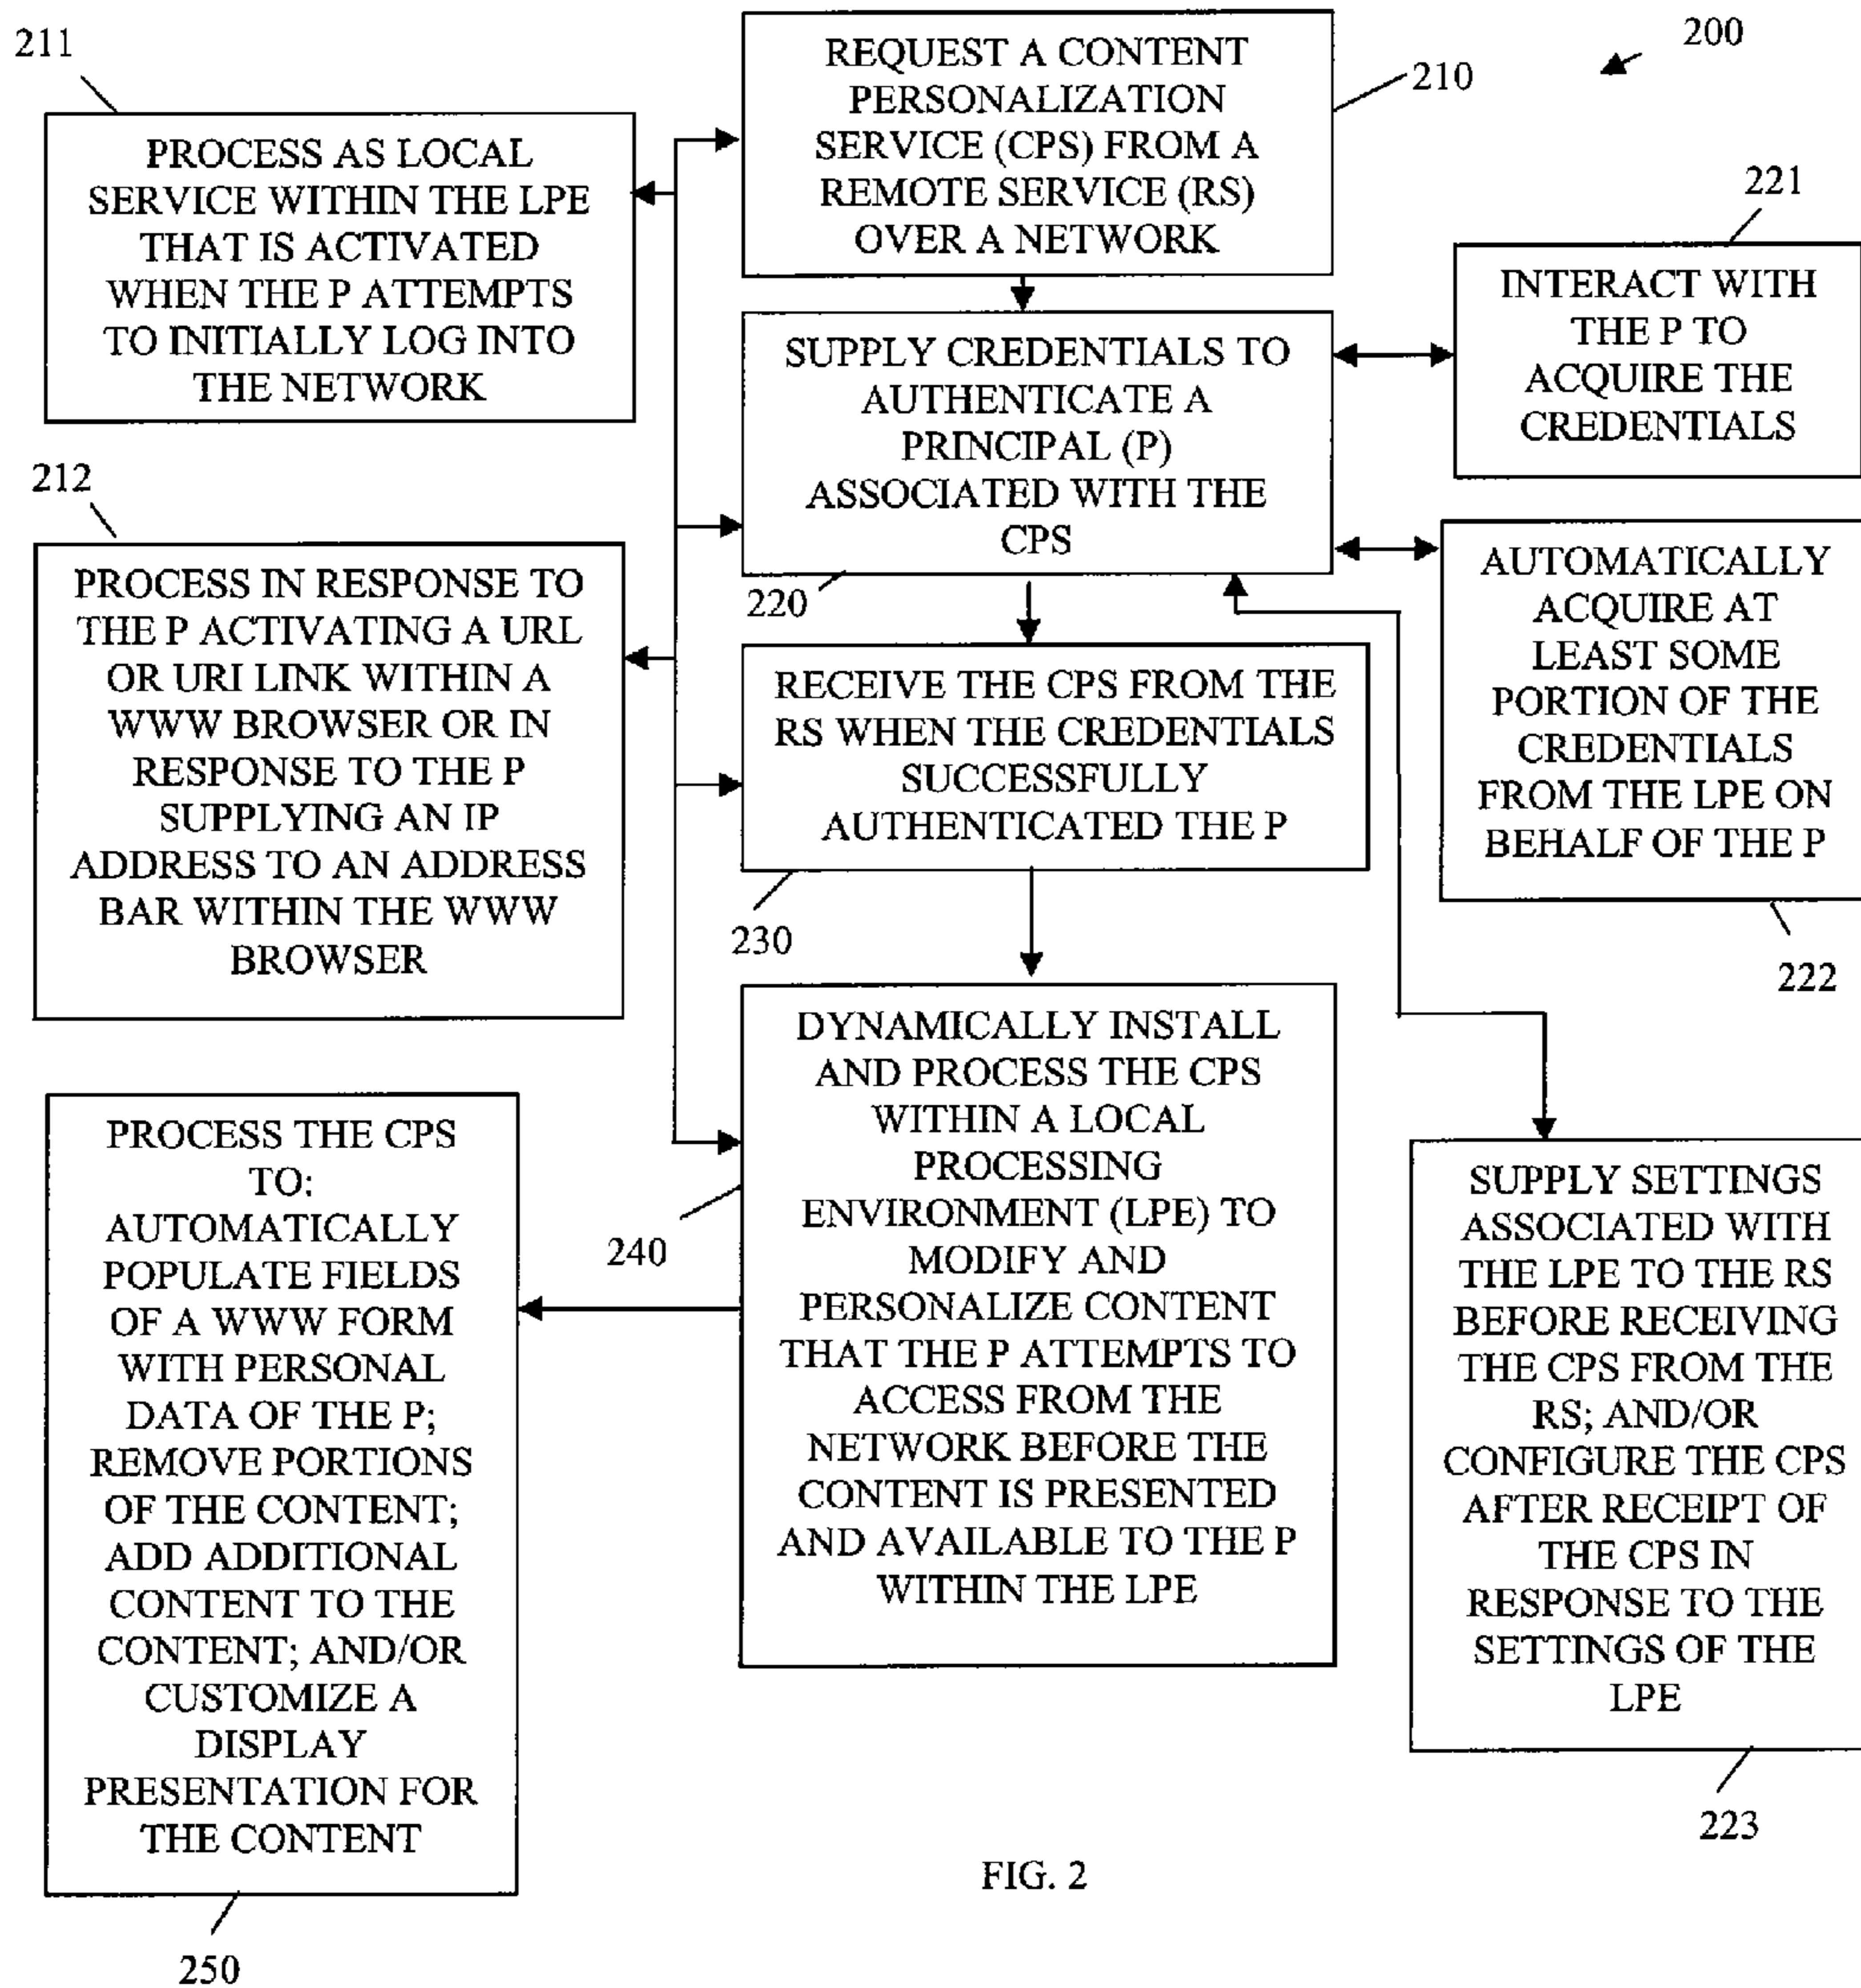 200
210
REQUEST A CONTENT
PERSONALIZATION
SERVICE (CPS) FROM A
REMOTE SERVICE (RS)
OVER A NETWORK
211
PROCESS AS LOCAL
SERVICE WITHIN THE LPE
THAT IS ACTIVATED
WHEN THE P ATTEMPTS
TO INITIALLY LOG INTO
THE NETWORK
212
PROCESS IN RESPONSE TO
THE P ACTIVATING A URL
OR URI LINK WITHIN A
WWW BROWSER OR IN
RESPONSE TO THE P
SUPPLYING AN IP
ADDRESS TO AN ADDRESS
BAR WITHIN THE WWW
BROWSER
SUPPLY CREDENTIALS TO
AUTHENTICATE A
PRINCIPAL (P)
ASSOCIATED WITH THE
CPS
220
221
INTERACT WITH
THE P TO
ACQUIRE THE
CREDENTIALS
AUTOMATICALLY
ACQUIRE AT
LEAST SOME
PORTION OF THE
CREDENTIALS
FROM THE LPE ON
BEHALF OF THE P
222
RECEIVE THE CPS FROM THE
RS WHEN THE CREDENTIALS
SUCCESSFULLY
AUTHENTICATED THE P
230
DYNAMICALLY INSTALL
AND PROCESS THE CPS
WITHIN A LOCAL
PROCESSING
ENVIRONMENT (LPE) TO
MODIFY AND
PERSONALIZE CONTENT
THAT THE P ATTEMPTS TO
ACCESS FROM THE
NETWORK BEFORE THE
CONTENT IS PRESENTED
AND AVAILABLE TO THE P
WITHIN THE LPE
240
SUPPLY SETTINGS
ASSOCIATED WITH
THE LPE TO THE RS
BEFORE RECEIVING
THE CPS FROM THE
RS; AND/OR
CONFIGURE THE CPS
AFTER RECEIPT OF
THE CPS IN
RESPONSE TO THE
SETTINGS OF THE
LPE
223
PROCESS THE CPS
TO:
AUTOMATICALLY
POPULATE FIELDS
OF A WWW FORM
WITH PERSONAL
DATA OF THE P;
REMOVE PORTIONS
OF THE CONTENT;
ADD ADDITIONAL
CONTENT TO THE
CONTENT; AND/OR
CUSTOMIZE A
DISPLAY
PRESENTATION FOR
THE CONTENT
250
FIG. 2